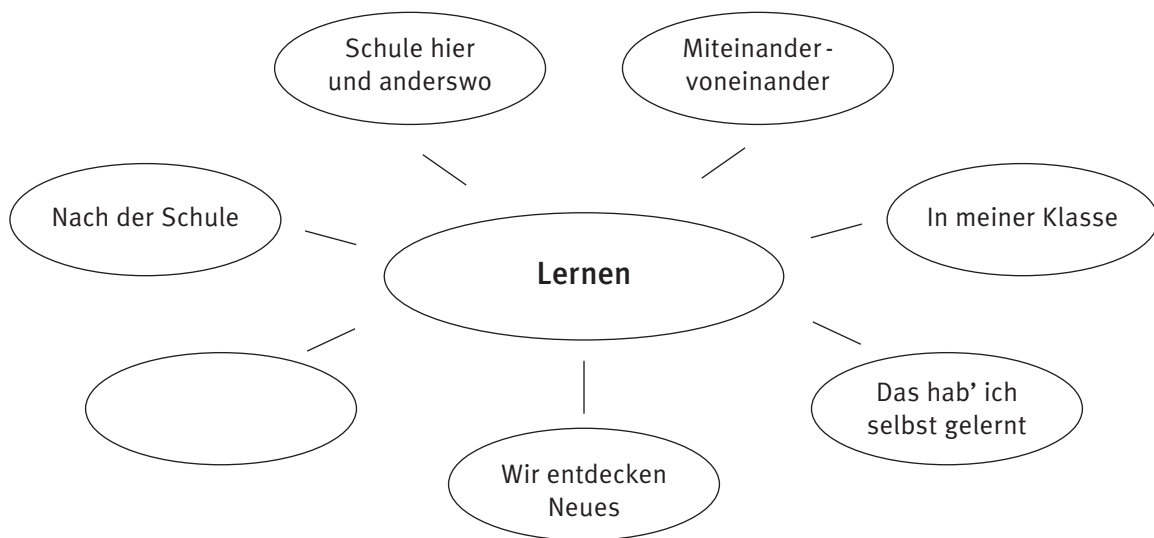 Schule hier
und anderswo
Miteinander -
voneinander
Nach der Schule
In meiner Klasse
Lernen
Das hab’ ich
selbst gelernt
Wir entdecken
Neues